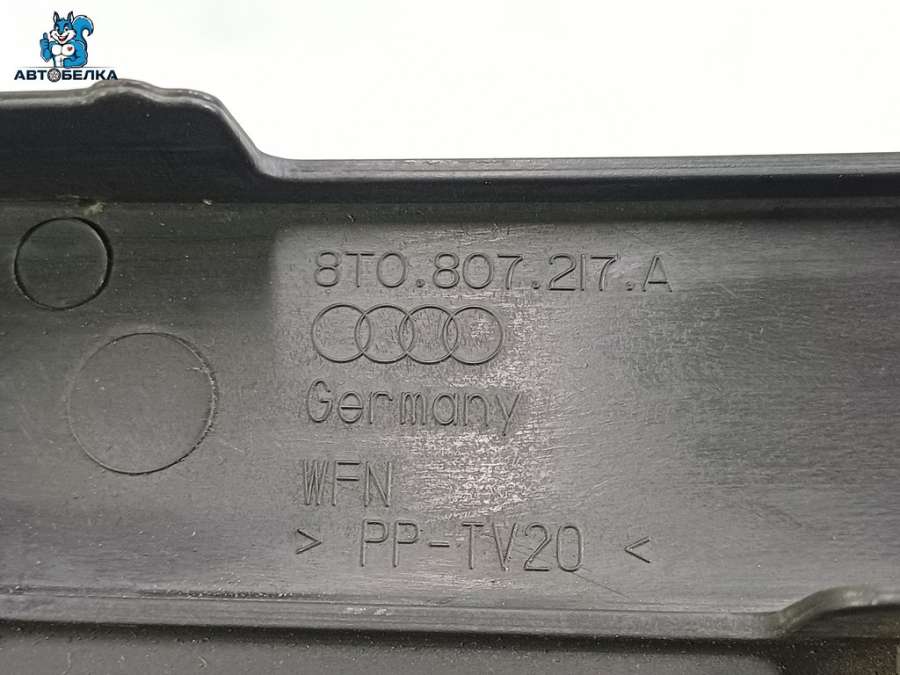 АВТОБЕЛКА
8T0.807.217.A
Germany
WFN
> PP-TV20 <